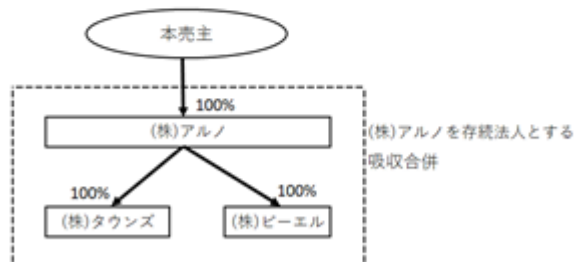 本売主
100%
(株)アルノ
(株)アルノを存続法人とする
吸収合併
100%
100%
(株)タウンズ
(株)ピーエル